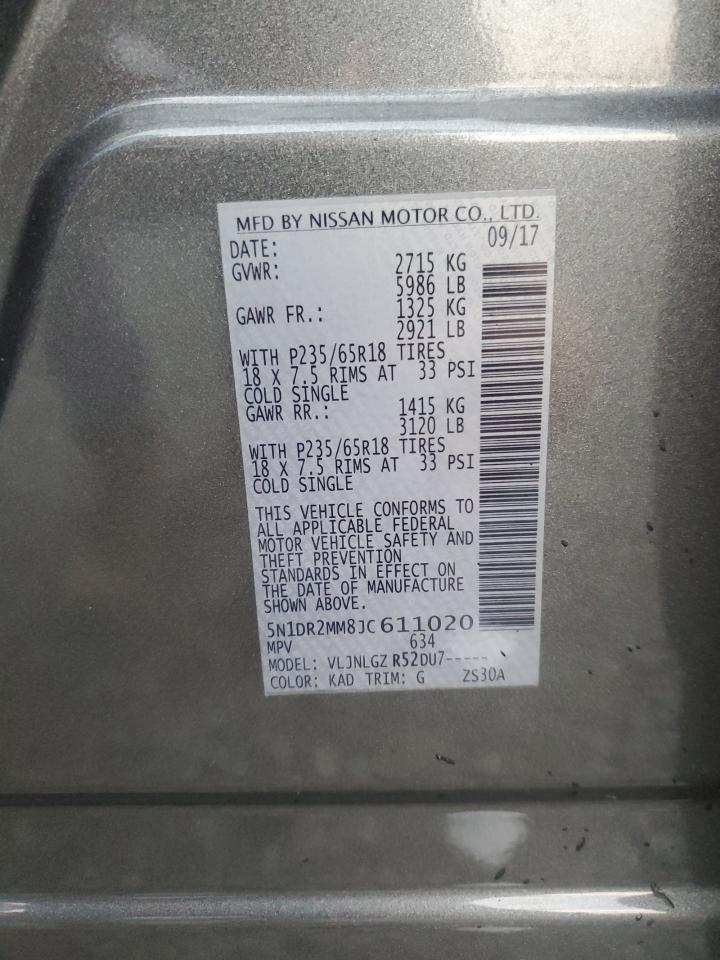 MFD BY NISSAN MOTOR CO., LTD.
DATE: 09/17
GVWR: 2715 KG
5986 LB
GAWR FR.: 1325 KG
2921 LB
WITH P235/65R18 TIRES
18 X 7.5 RIMS AT 33 PSI
COLD SINGLE
GAWR RR.: 1415 KG
3120 LB
WITH P235/65R18 TIRES
18 X 7.5 RIMS AT 33 PSI
COLD SINGLE
THIS VEHICLE CONFORMS TO
ALL APPLICABLE FEDERAL
MOTOR VEHICLE SAFETY AND
THEFT PREVENTION
STANDARDS IN EFFECT ON
THE DATE OF MANUFACTURE
SHOWN ABOVE.
5N1DR2MM8JC611020
MPV 634
MODEL: VLJNLGZ R52DU7-----
COLOR: KAD TRIM: G ZS30A